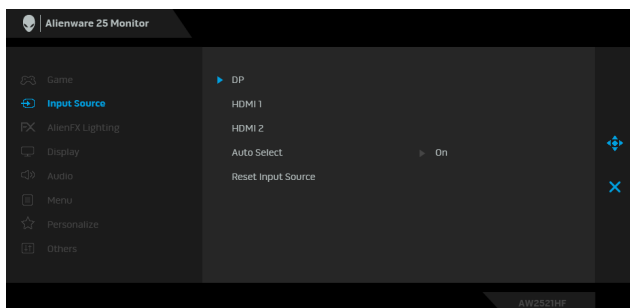 Alienware 25 Monitor
Game
Input Source
AlienFX Lighting
Display
Audio
Menu
Personalize
Others
DP
HDMI 1
HDMI 2
Auto Select On
Reset Input Source
AW2521HF